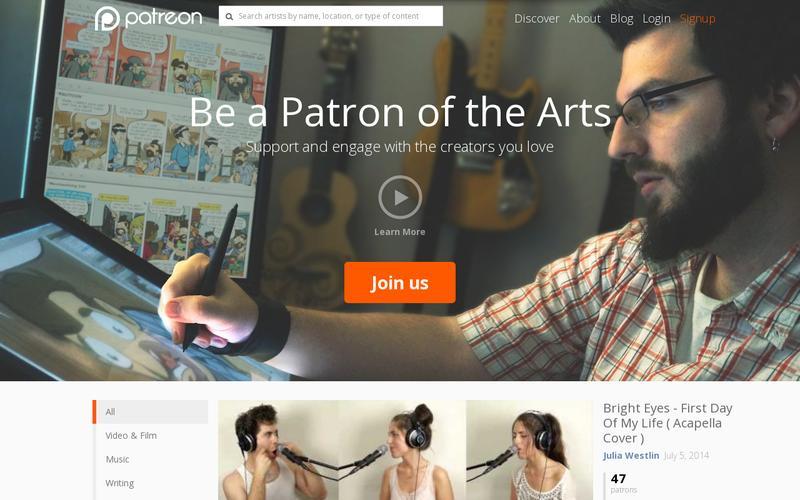 patreon
Search artists by name, location, or type of content
Discover About Blog Login Signup
Be a Patron of the Arts
Support and engage with the creators you love
Learn More
Join us
All
Video & Film
Music
Writing
Bright Eyes - First Day
Of My Life ( Acapella
Cover )
Julia Westlin July 5, 2014
47
patrons